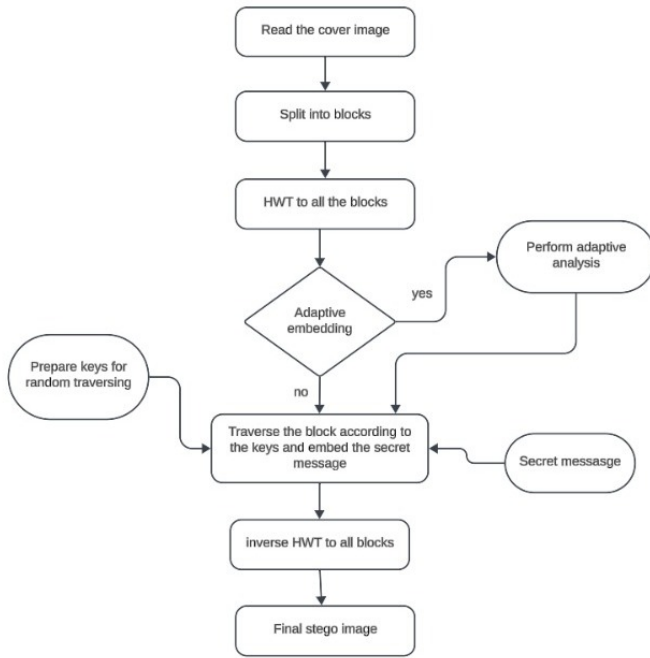 Read the cover image
Split into blocks
HWT to all the blocks
Perform adaptive
analysis
yes
Adaptive
embedding
Prepare keys for
random traversing
no
Traverse the block according to
the keys and embed the secret
message
Secret messasge
inverse HWT to all blocks
Final stego image